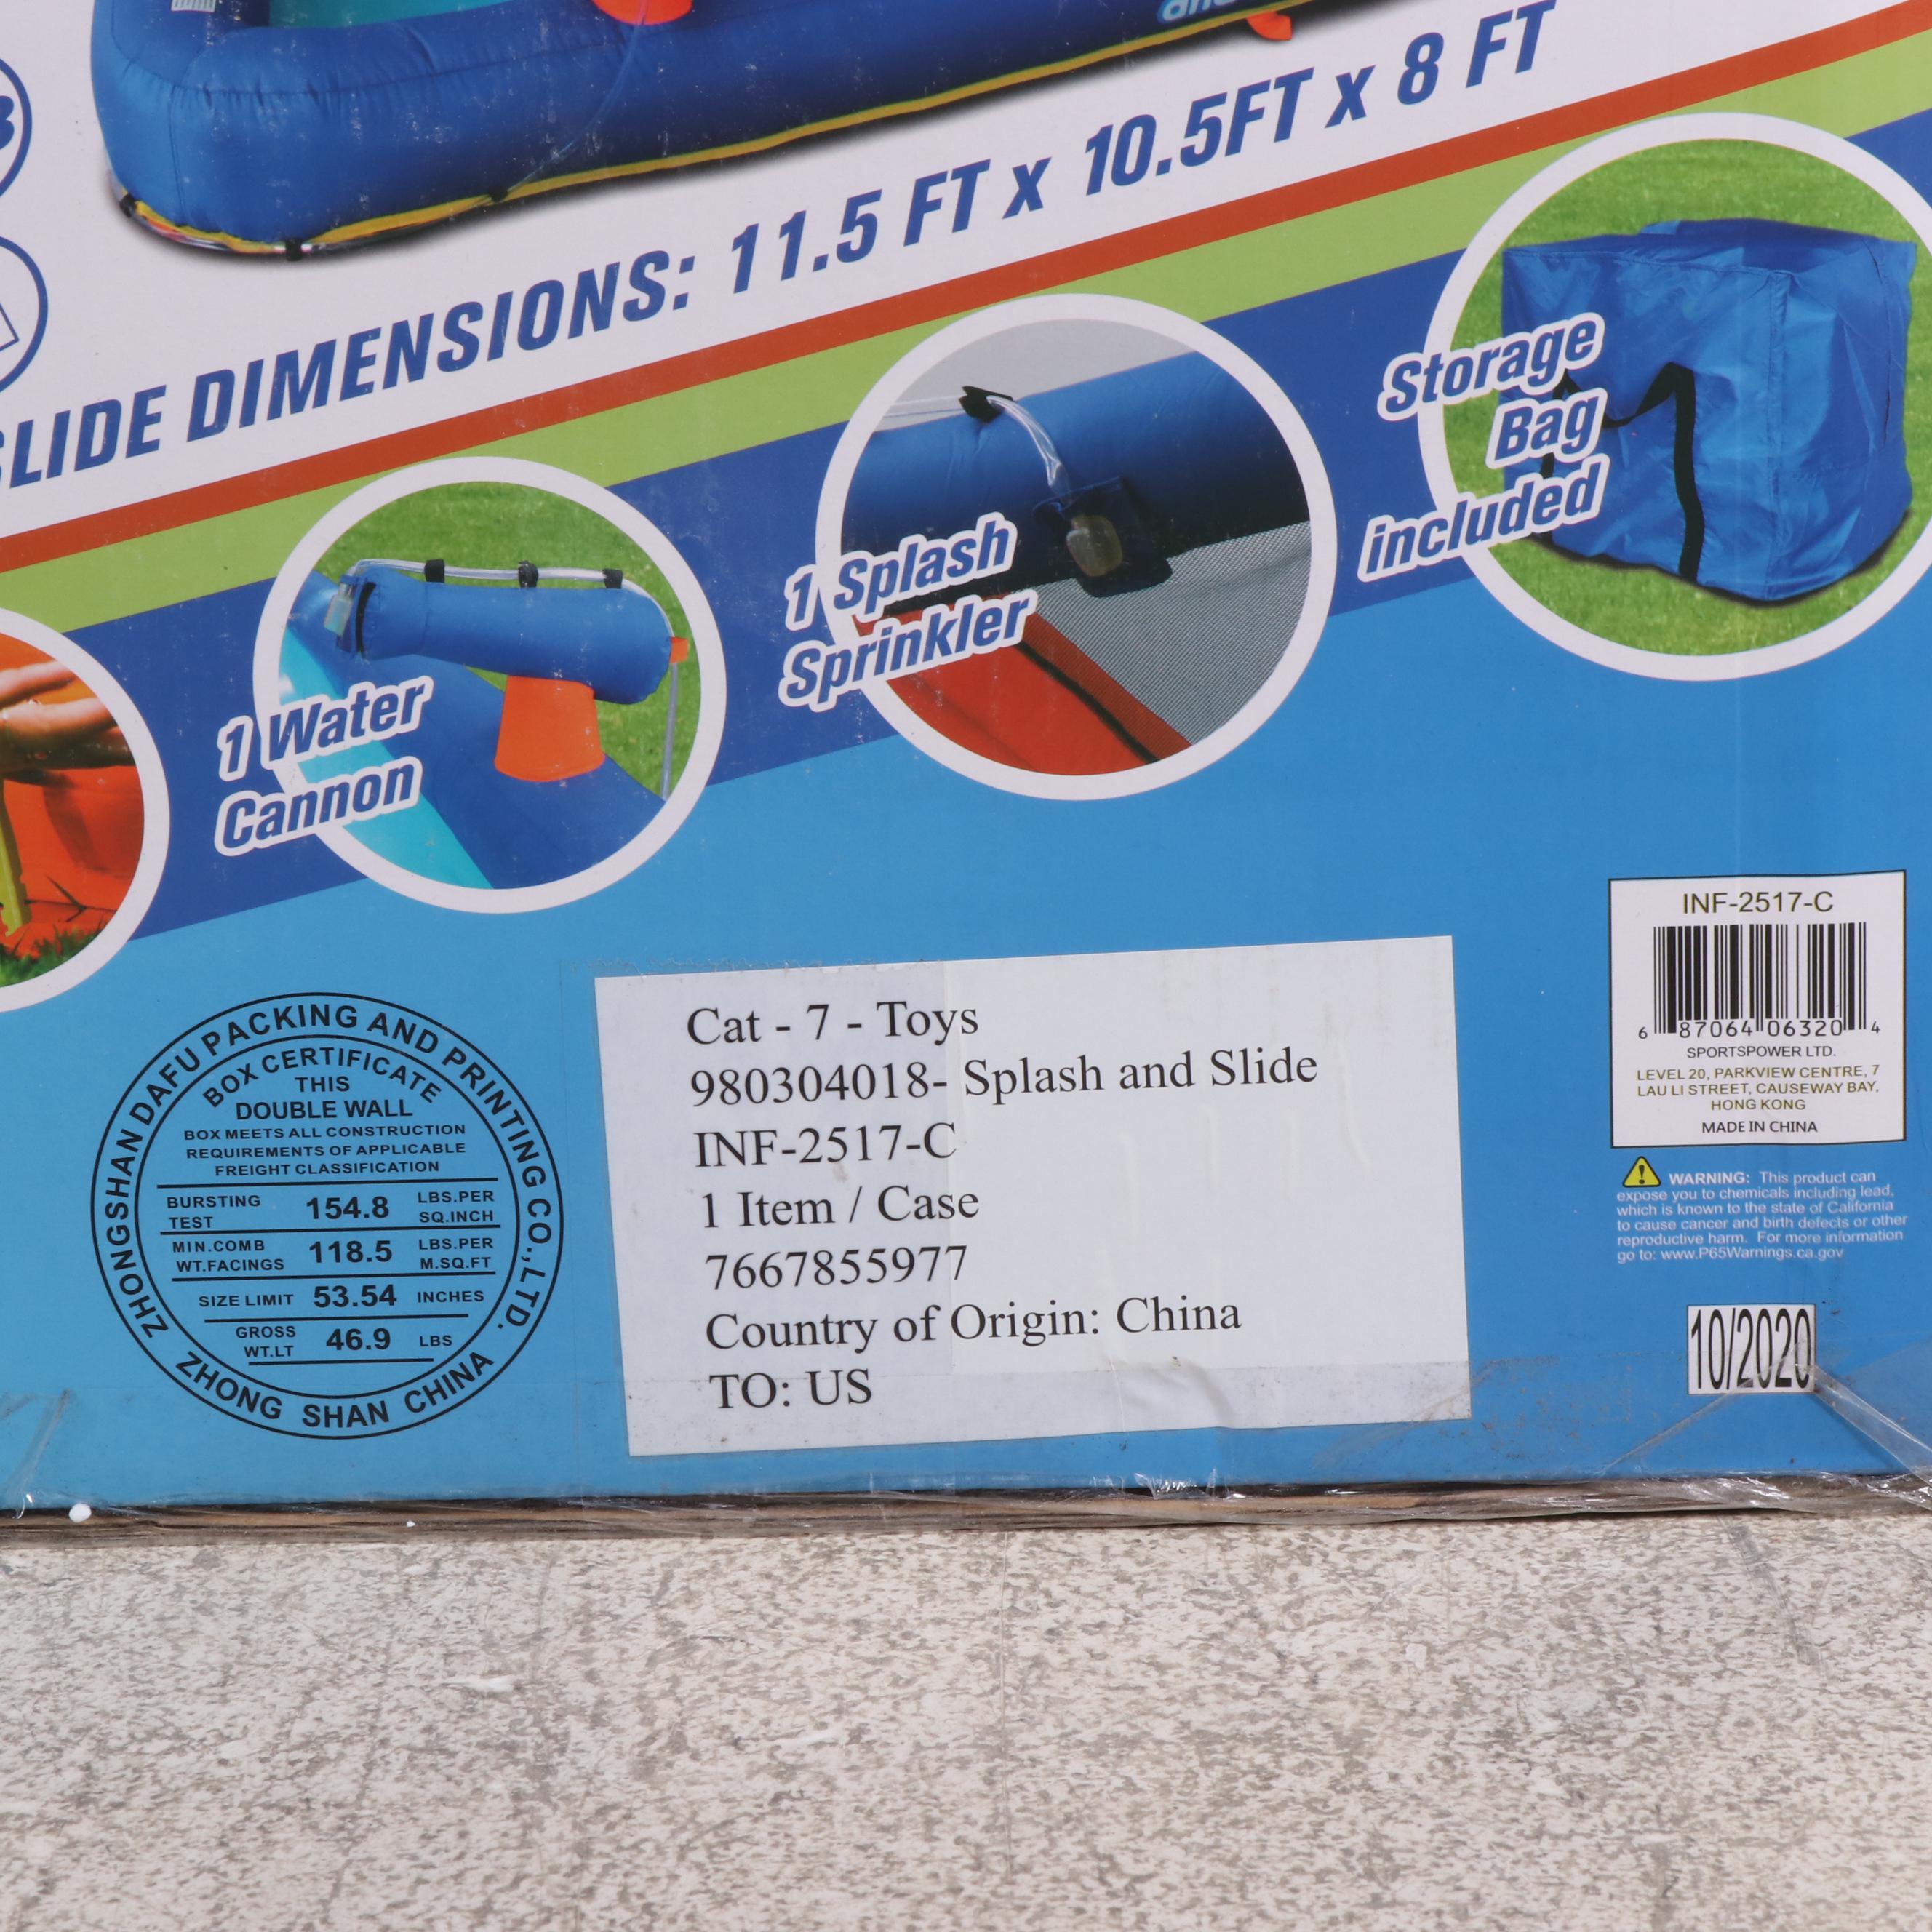 SLIDE DIMENSIONS: 11.5 FT x 10.5FT x 8 FT
1 Water
Cannon
1 Splash
Sprinkler
Storage
Bag
included
ZHONGSHAN DAFU PACKING AND PRINTING CO.,LTD.
BOX CERTIFICATE
THIS
DOUBLE WALL
BOX MEETS ALL CONSTRUCTION
REQUIREMENTS OF APPLICABLE
FREIGHT CLASSIFICATION
BURSTING TEST 154.8 LBS.PER SQ.INCH
MIN.COMB WT.FACINGS 118.5 LBS.PER M.SQ.FT
SIZE LIMIT 53.54 INCHES
GROSS WT.LT 46.9 LBS
ZHONG SHAN CHINA
Cat - 7 - Toys
980304018- Splash and Slide
INF-2517-C
1 Item / Case
7667855977
Country of Origin: China
TO: US
INF-2517-C
6 87064 06320 4
SPORTSPOWER LTD.
LEVEL 20, PARKVIEW CENTRE, 7
LAU LI STREET, CAUSEWAY BAY,
HONG KONG
MADE IN CHINA
WARNING: This product can
expose you to chemicals including lead,
which is known to the state of California
to cause cancer and birth defects or other
reproductive harm. For more information
go to: www.P65Warnings.ca.gov
10/2020